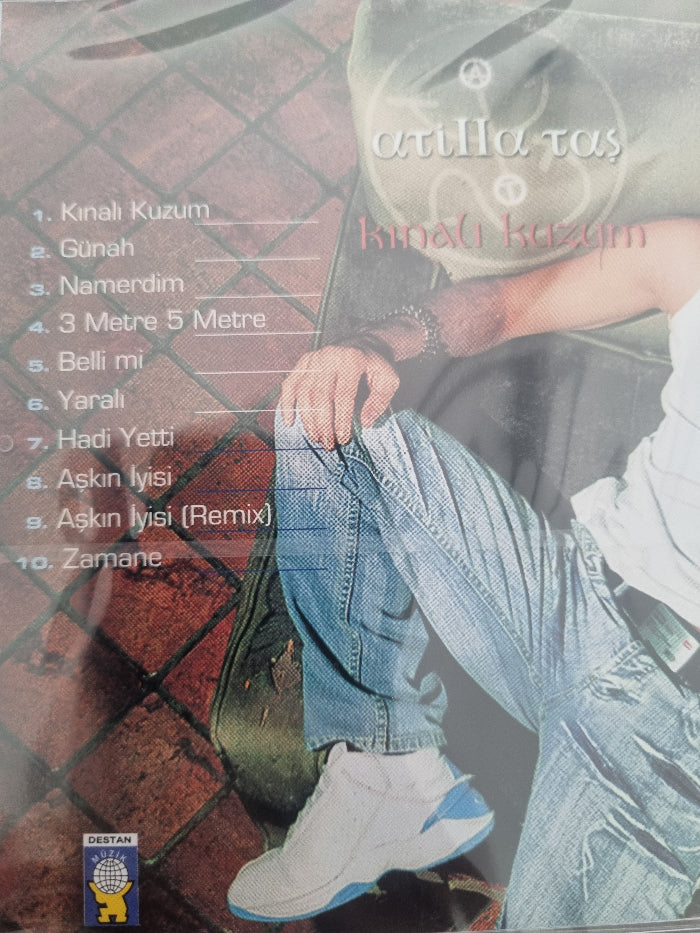 A
atilla taş
T
kınalı kuzum
1. Kınalı Kuzum
2. Günah
3. Namerdim
4. 3 Metre 5 Metre
5. Belli mi
6. Yaralı
7. Hadi Yetti
8. Aşkın İyisi
9. Aşkın İyisi (Remix)
10. Zamane
DESTAN
MÜZİK